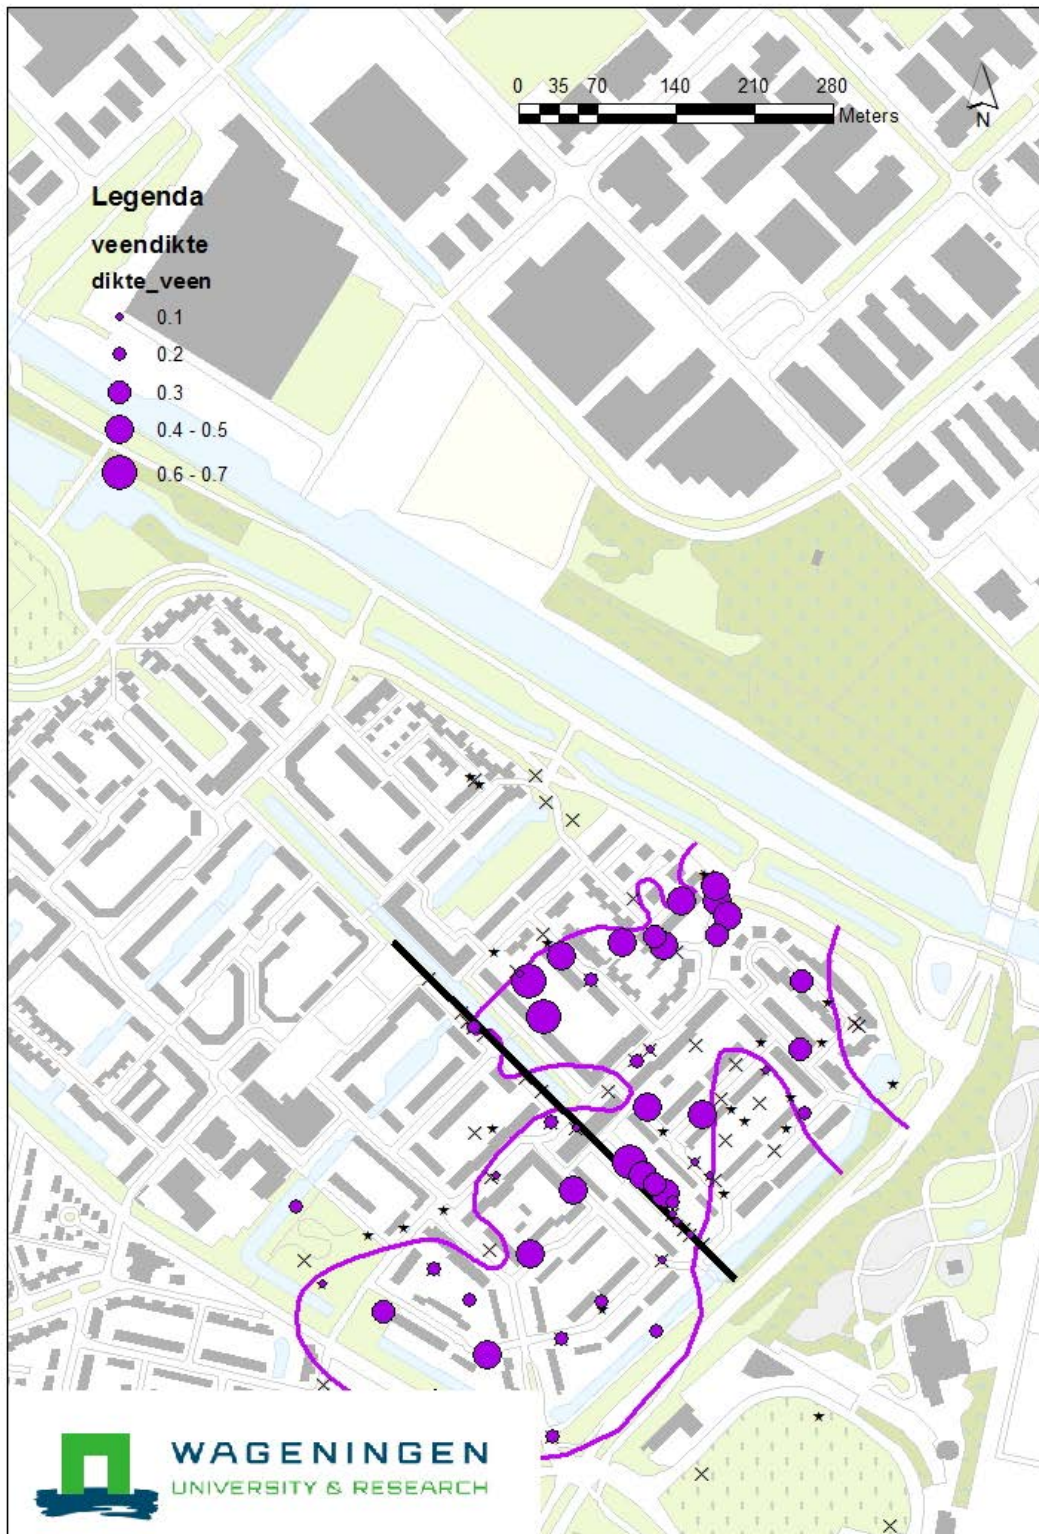 0 35 70 140 210 280
Meters
N
Legenda
veendikte
dikte_veen
0.1
0.2
0.3
0.4 - 0.5
0.6 - 0.7
WAGENINGEN
UNIVERSITY & RESEARCH